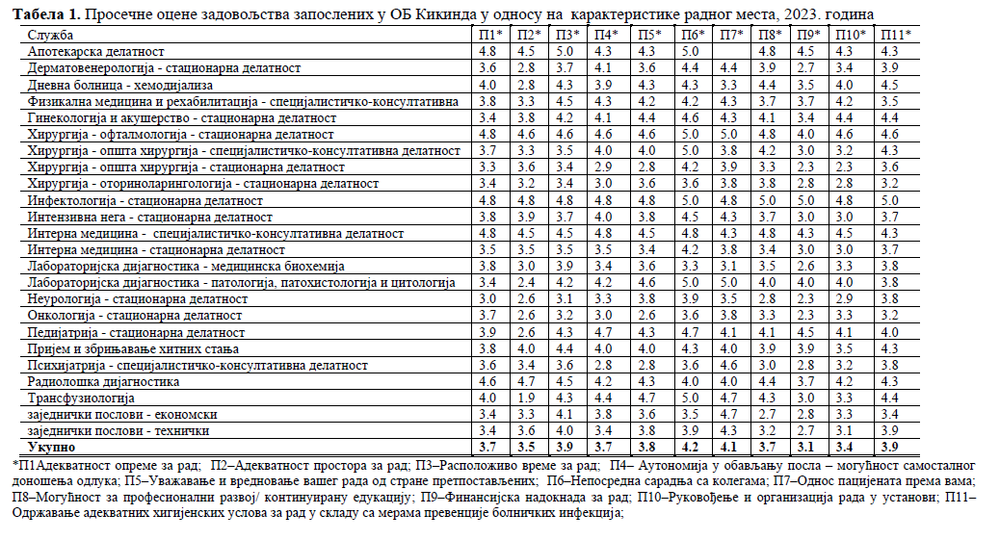 Табела 1. Просечне оцене задовољства запослених у ОБ Кикинда у односу на карактеристике радног места, 2023. година
Служба П1* П2* П3* П4* П5* П6* П7* П8* П9* П10* П11*
Апотекарска делатност 4.8 4.5 5.0 4.3 4.3 5.0 4.8 4.5 4.3 4.3
Дерматовенерологија - стационарна делатност 3.6 2.8 3.7 4.1 3.6 4.4 4.4 3.9 2.7 3.4 3.9
Дневна болница - хемодијализа 4.0 2.8 4.3 3.9 4.3 4.3 3.3 4.4 3.5 4.0 4.5
Физикална медицина и рехабилитација - специјалистичко-консултативна 3.8 3.3 4.5 4.3 4.2 4.2 4.3 3.7 3.7 4.2 3.5
Гинекологија и акушерство - стационарна делатност 3.4 3.8 4.2 4.1 4.4 4.6 4.3 4.1 3.4 4.4 4.4
Хирургија - офталмологија - стационарна делатност 4.8 4.6 4.6 4.6 4.6 5.0 5.0 4.8 4.0 4.6 4.6
Хирургија - општа хирургија - специјалистичко-консултативна делатност 3.7 3.3 3.5 4.0 4.0 5.0 3.8 4.2 3.0 3.2 4.3
Хирургија - општа хирургија - стационарна делатност 3.3 3.6 3.4 2.9 2.8 4.2 3.9 3.3 2.3 2.3 3.6
Хирургија - оториноларингологија - стационарна делатност 3.4 3.2 3.4 3.0 3.6 3.6 3.8 3.8 2.8 2.8 3.2
Инфектологија - стационарна делатност 4.8 4.8 4.8 4.8 4.8 5.0 4.8 5.0 5.0 4.8 5.0
Интензивна нега - стационарна делатност 3.8 3.9 3.7 4.0 3.8 4.5 4.3 3.7 3.0 3.0 3.7
Интерна медицина - специјалистичко-консултативна делатност 4.8 4.5 4.5 4.8 4.5 4.8 4.3 4.8 4.3 4.5 4.3
Интерна медицина - стационарна делатност 3.5 3.5 3.5 3.5 3.4 4.2 3.8 3.4 3.0 3.0 3.7
Лабораторијска дијагностика - медицинска биохемија 3.8 3.0 3.9 3.4 3.6 3.3 3.1 3.5 2.6 3.3 3.8
Лабораторијска дијагностика - патологија, патохистологија и цитологија 3.4 2.4 4.2 4.2 4.6 5.0 5.0 4.0 4.0 4.0 3.8
Неурологија - стационарна делатност 3.0 2.6 3.1 3.3 3.8 3.9 3.5 2.8 2.3 2.9 3.8
Онкологија - стационарна делатност 3.7 2.6 3.2 3.0 2.6 3.6 3.8 3.3 2.3 3.3 3.2
Педијатрија - стационарна делатност 3.9 2.6 4.3 4.7 4.3 4.7 4.1 4.1 4.5 4.1 4.0
Пријем и збрињавање хитних стања 3.8 4.0 4.4 4.0 4.0 4.3 4.0 3.9 3.9 3.5 4.3
Психијатрија - специјалистичко-консултативна делатност 3.6 3.4 3.6 2.8 2.8 3.6 4.6 3.0 2.8 3.2 3.8
Радиолошка дијагностика 4.6 4.7 4.5 4.2 4.3 4.0 4.0 4.4 3.7 4.2 4.3
Трансфузиологија 4.0 1.9 4.3 4.4 4.7 5.0 4.7 4.3 3.0 3.3 4.4
заједнички послови - економски 3.4 3.3 4.1 3.8 3.6 3.5 4.7 2.7 2.8 3.3 3.4
заједнички послови - технички 3.4 3.6 4.0 3.4 3.8 3.9 4.3 3.2 2.7 3.1 3.9
Укупно 3.7 3.5 3.9 3.7 3.8 4.2 4.1 3.7 3.1 3.4 3.9
*П1Адекватност опреме за рад; П2–Адекватност простора за рад; П3–Расположиво време за рад; П4– Аутономија у обављању посла – могућност самосталног
доношења одлука; П5–Уважавање и вредновање вашег рада од стране претпостављених; П6–Непосредна сарадња са колегама; П7–Однос пацијената према вама;
П8–Могућност за професионални развој/ континуирану едукацију; П9–Финансијска надокнада за рад; П10–Руковођење и организација рада у установи; П11–
Одржавање адекватних хигијенских услова за рад у складу са мерама превенције болничких инфекција;